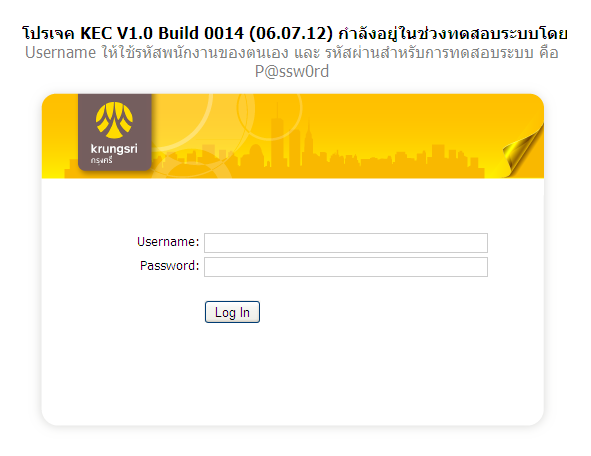 โปรเจค KEC V1.0 Build 0014 (06.07.12) กำลังอยู่ในช่วงทดสอบระบบโดย
Username ให้ใช้รหัสพนักงานของตนเอง และ รหัสผ่านสำหรับการทดสอบระบบ คือ
P@ssw0rd
krungsri
กรุงศรี
Username:
Password:
Log In